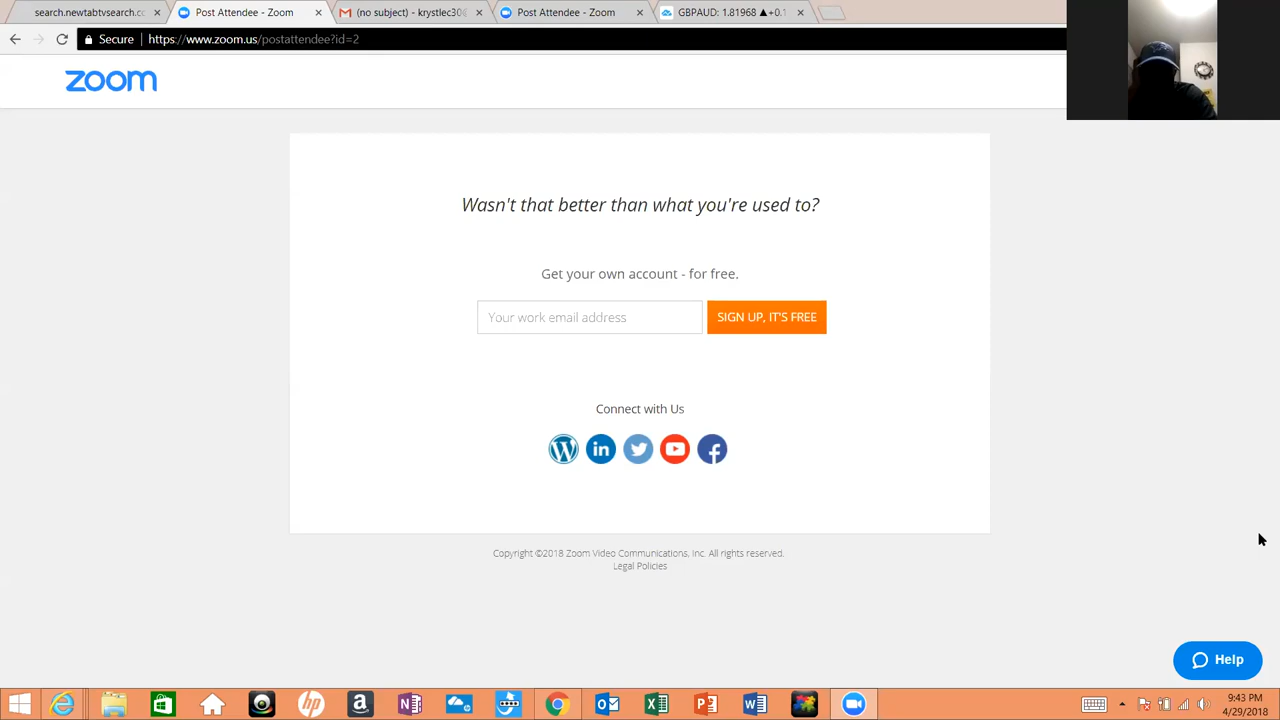 search.newtabtvsearch.cc
Post Attendee - Zoom
(no subject) - krystlec30@
Post Attendee - Zoom
GBPAUD: 1.81968 ▲+0.1
Secure
https://www.zoom.us/postattendee?id=2
zoom
Wasn't that better than what you're used to?
Get your own account - for free.
Your work email address
SIGN UP, IT'S FREE
Connect with Us
Copyright ©2018 Zoom Video Communications, Inc. All rights reserved.
Legal Policies
Help
9:43 PM
4/29/2018